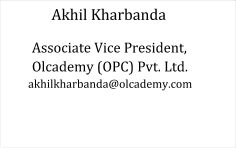 Akhil Kharbanda
Associate Vice President,
Olcademy (OPC) Pvt. Ltd.
akhilkharbanda@olcademy.com